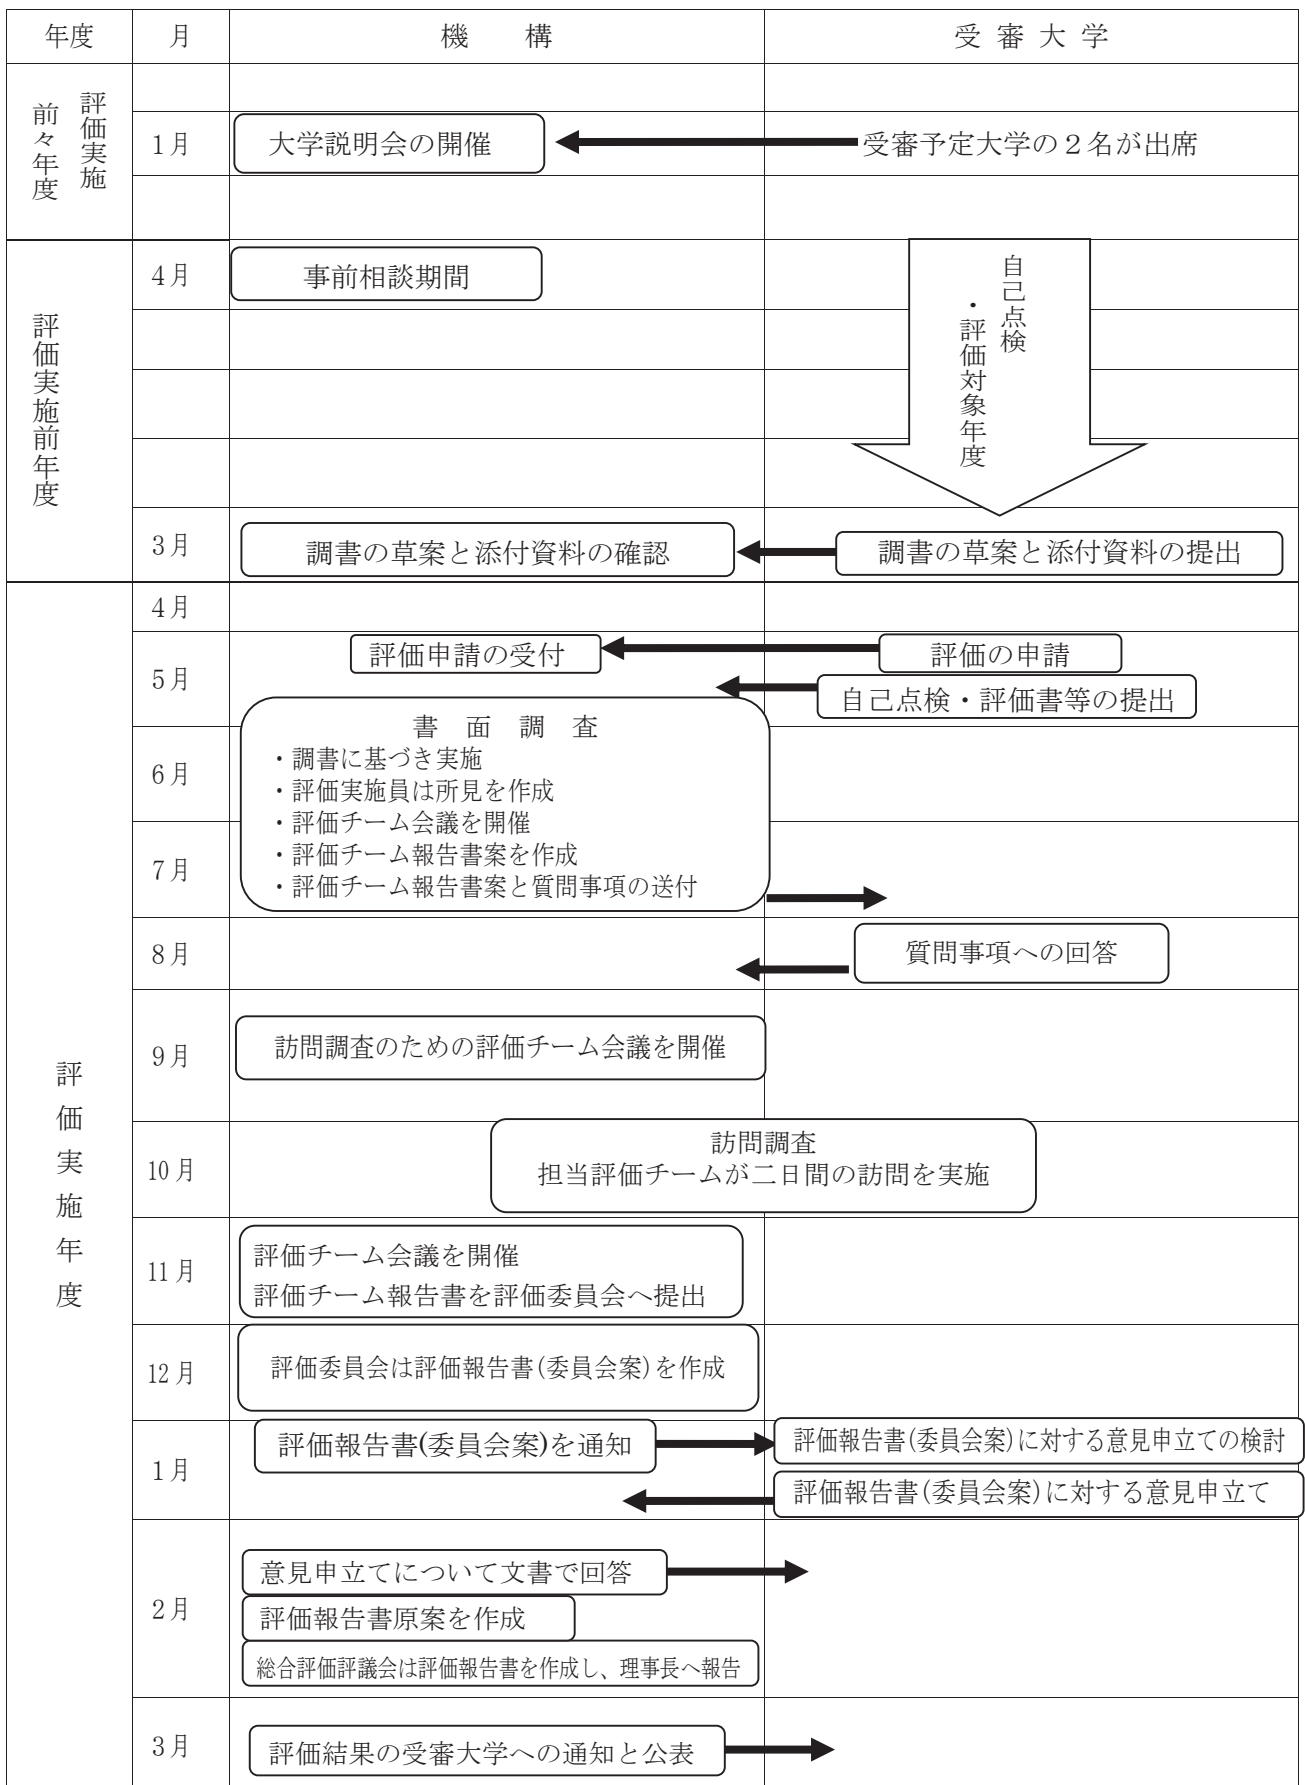 年度 月 機　構 受審大学
評価実施
前々年度
1月 大学説明会の開催 受審予定大学の２名が出席
評価実施前年度
4月 事前相談期間
自己点検
・評価対象年度
3月 調書の草案と添付資料の確認 調書の草案と添付資料の提出
評価実施年度
4月
5月
評価申請の受付 評価の申請
自己点検・評価書等の提出
書　面　調　査
・調書に基づき実施
6月
・評価実施員は所見を作成
・評価チーム会議を開催
・評価チーム報告書案を作成
7月
・評価チーム報告書案と質問事項の送付
8月 質問事項への回答
9月 訪問調査のための評価チーム会議を開催
10月
訪問調査
担当評価チームが二日間の訪問を実施
11月
評価チーム会議を開催
評価チーム報告書を評価委員会へ提出
12月 評価委員会は評価報告書(委員会案)を作成
1月
評価報告書(委員会案)を通知 評価報告書(委員会案)に対する意見申立ての検討
評価報告書(委員会案)に対する意見申立て
2月
意見申立てについて文書で回答
評価報告書原案を作成
総合評価評議会は評価報告書を作成し、理事長へ報告
3月 評価結果の受審大学への通知と公表